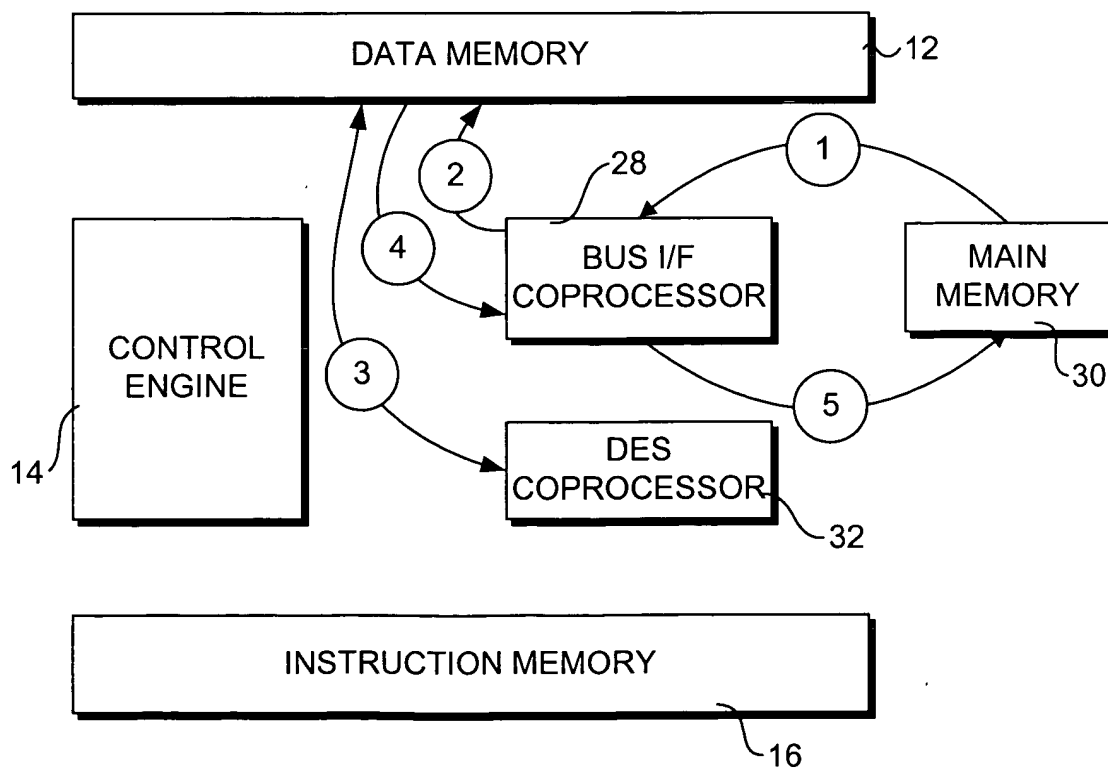 DATA MEMORY
12
1
2
28
4
BUS I/F
COPROCESSOR
MAIN
MEMORY
CONTROL
ENGINE
3
30
5
14
DES
COPROCESSOR
32
INSTRUCTION MEMORY
16